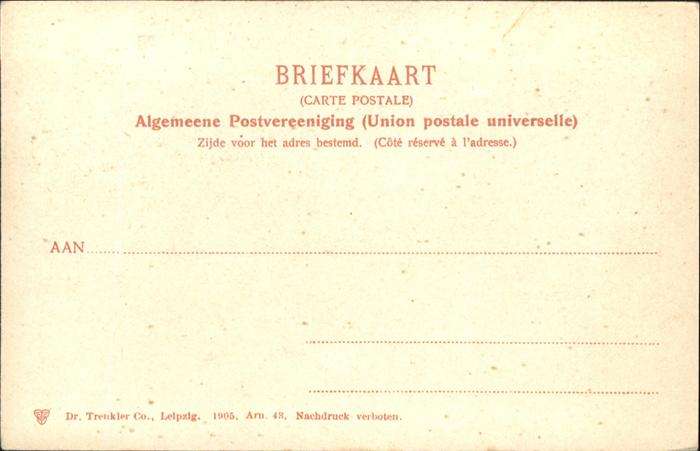 BRIEFKAART
(CARTE POSTALE)
Algemeene Postvereeniging (Union postale universelle)
Zijde voor het adres bestemd. (Côté réservé à l'adresse.)
AAN
Dr. Trenkler Co., Leipzig. 1905. Arn. 43. Nachdruck verboten.